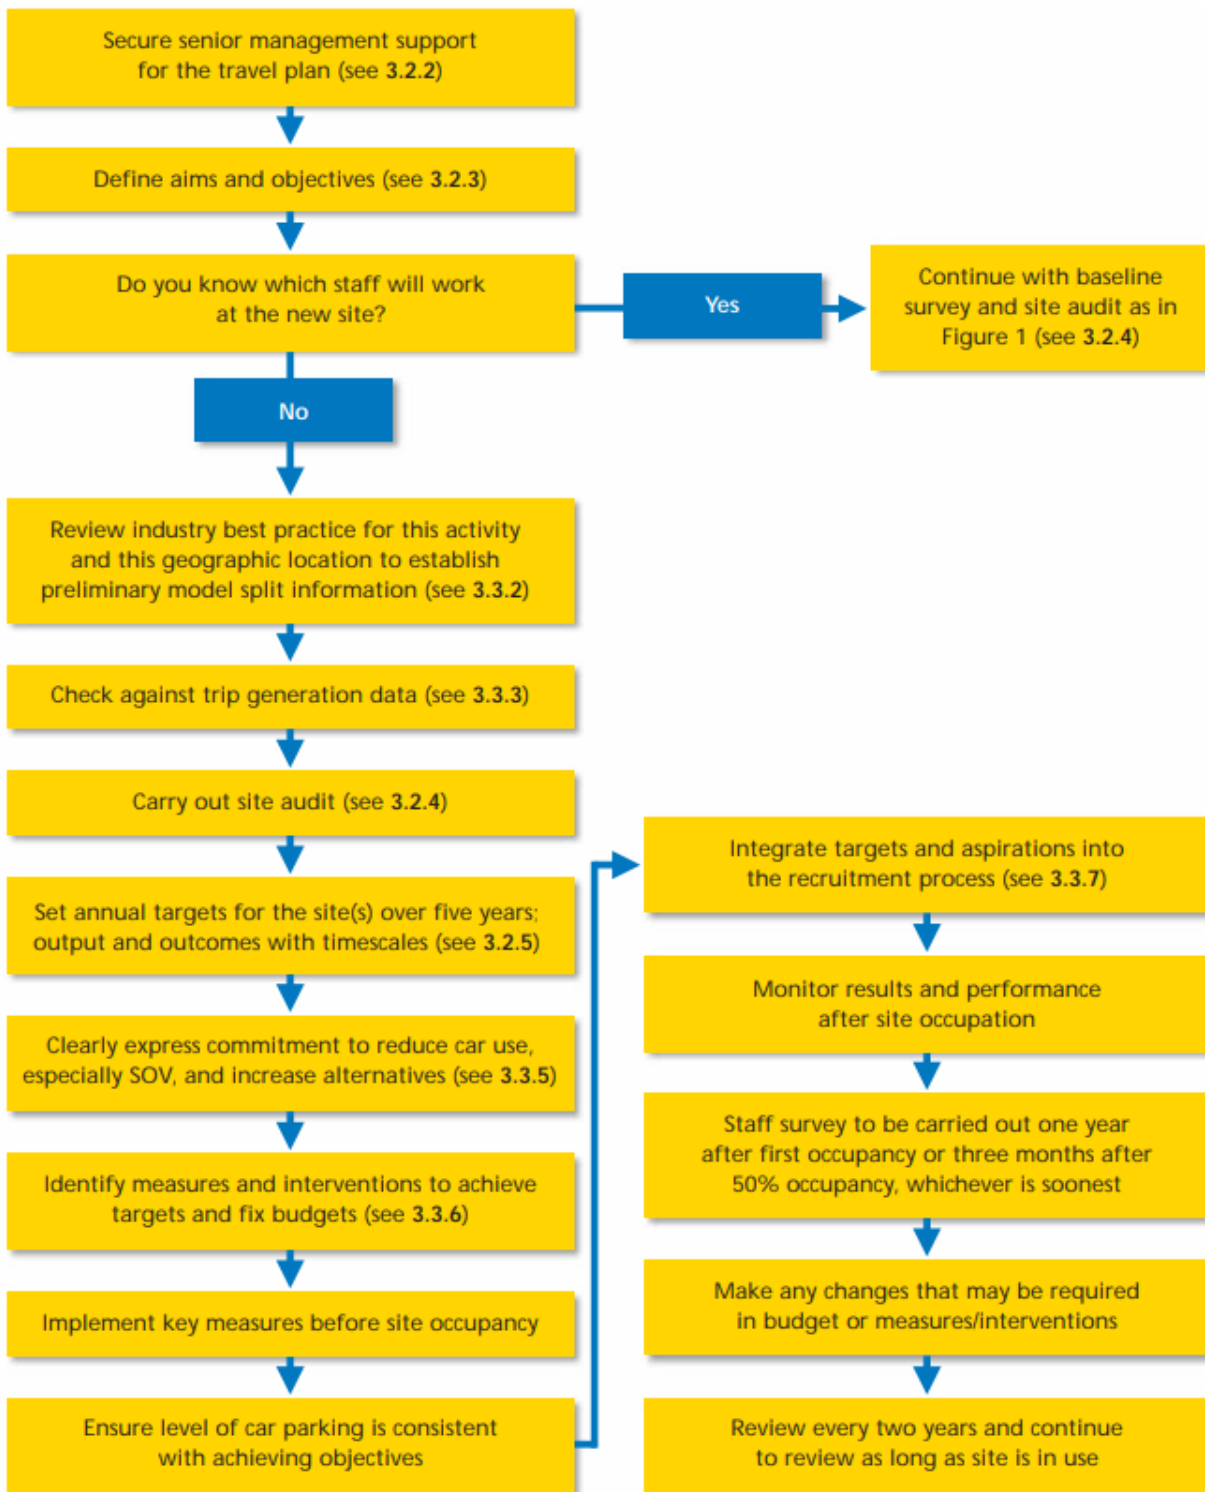 Secure senior management support
for the travel plan (see 3.2.2)
Define aims and objectives (see 3.2.3)
Do you know which staff will work
at the new site?
Yes
Continue with baseline
survey and site audit as in
Figure 1 (see 3.2.4)
No
Review industry best practice for this activity
and this geographic location to establish
preliminary model split information (see 3.3.2)
Check against trip generation data (see 3.3.3)
Carry out site audit (see 3.2.4)
Set annual targets for the site(s) over five years;
output and outcomes with timescales (see 3.2.5)
Clearly express commitment to reduce car use,
especially SOV, and increase alternatives (see 3.3.5)
Identify measures and interventions to achieve
targets and fix budgets (see 3.3.6)
Implement key measures before site occupancy
Ensure level of car parking is consistent
with achieving objectives
Integrate targets and aspirations into
the recruitment process (see 3.3.7)
Monitor results and performance
after site occupation
Staff survey to be carried out one year
after first occupancy or three months after
50% occupancy, whichever is soonest
Make any changes that may be required
in budget or measures/interventions
Review every two years and continue
to review as long as site is in use